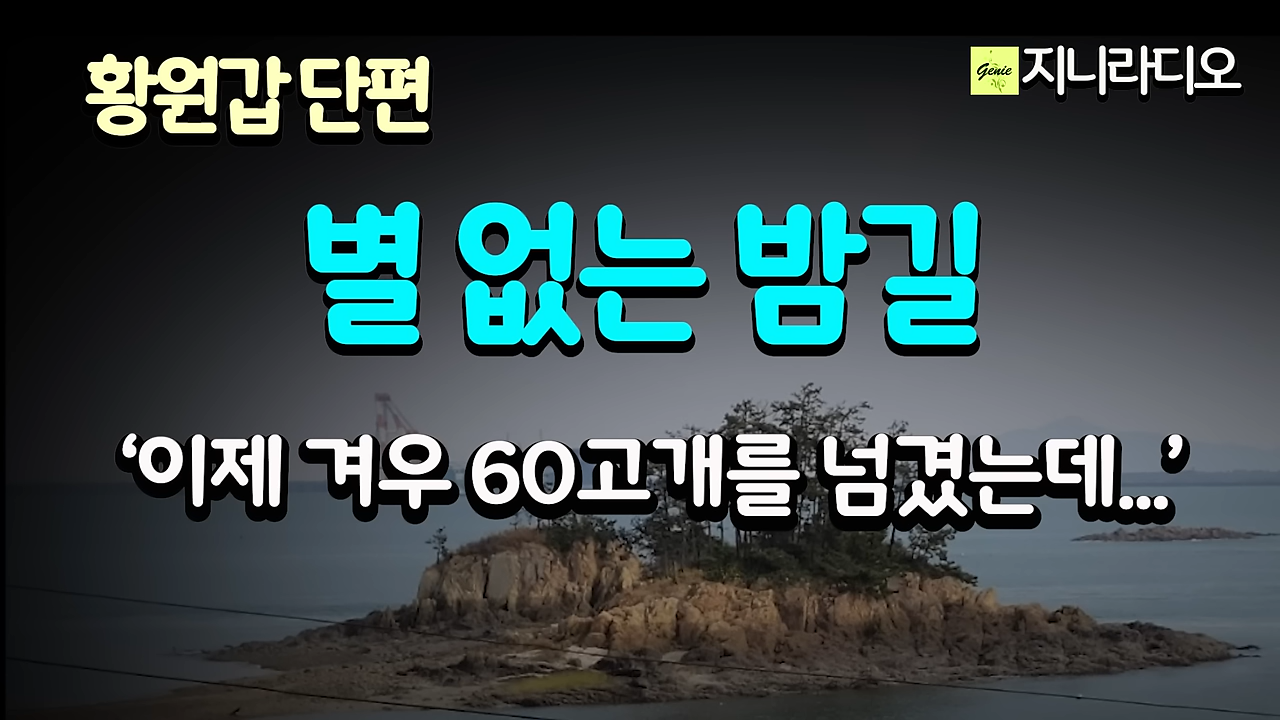 황원갑 단편
Genie 지니라디오
별 없는 밤길
‘이제 겨우 60고개를 넘겼는데...’